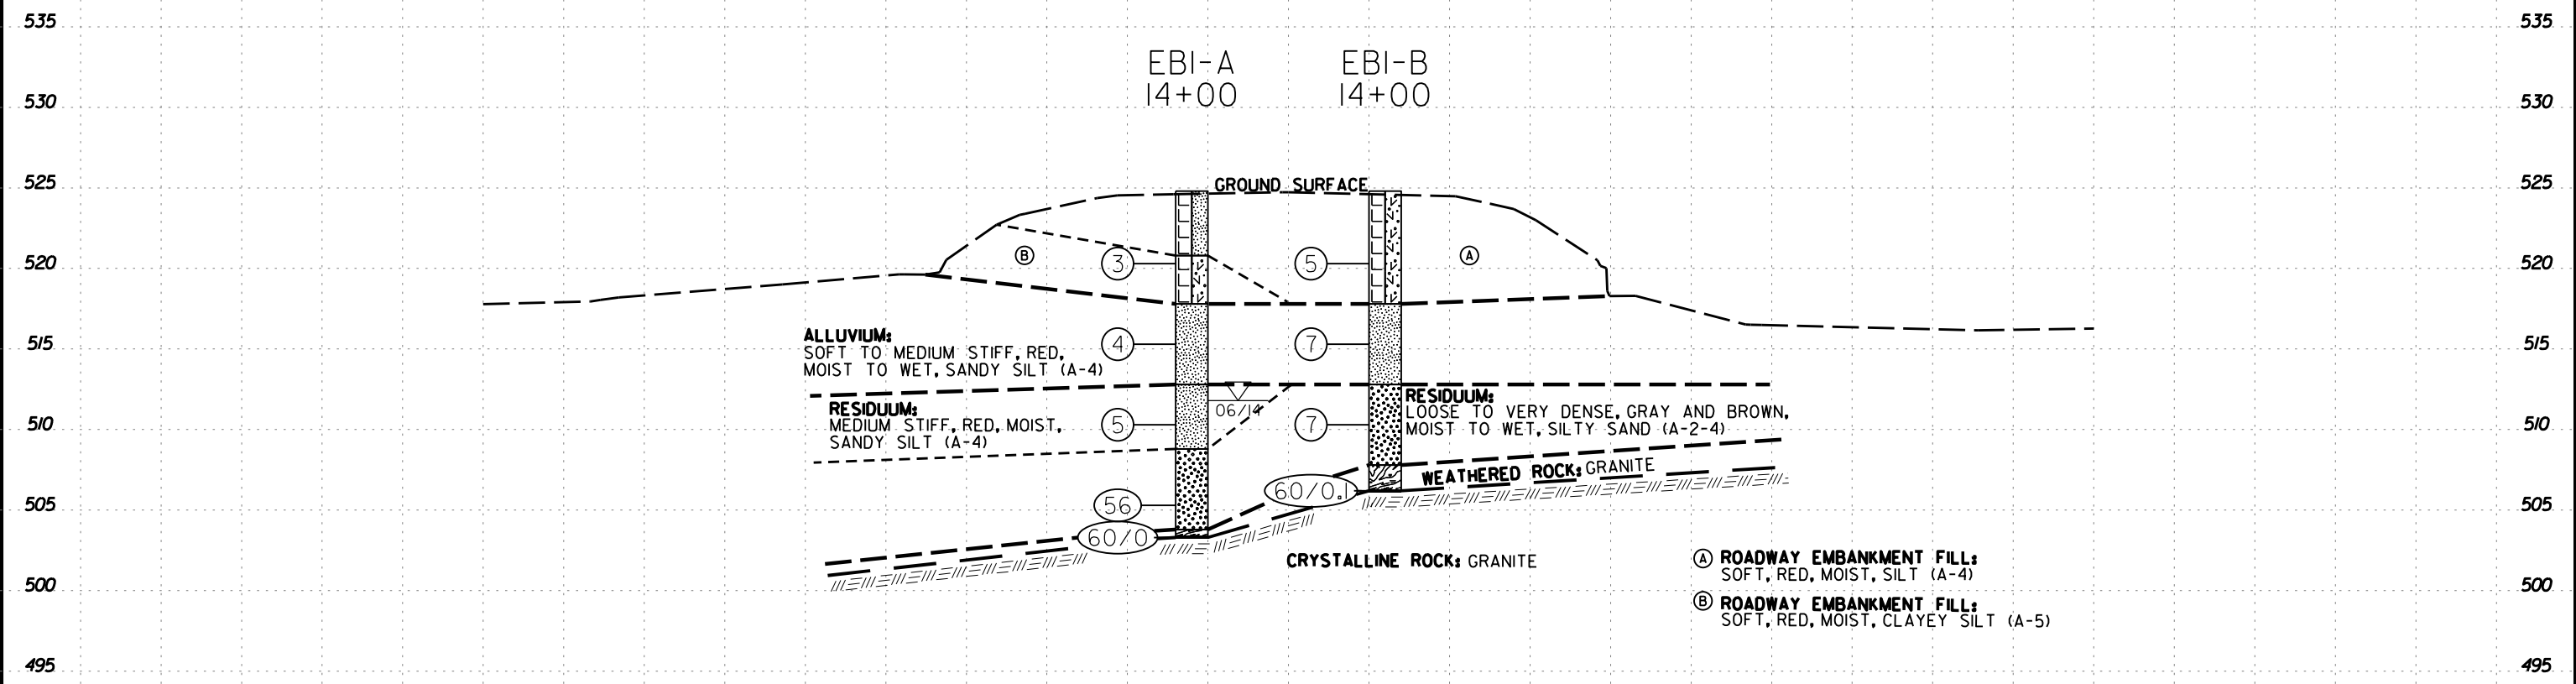 535 535
EB1-A EB1-B
14+00 14+00
530 530
525 GROUND SURFACE 525
B 3 5 A
520 520
ALLUVIUM:
SOFT TO MEDIUM STIFF, RED,
MOIST TO WET, SANDY SILT (A-4)
4 7
515 515
RESIDUUM:
MEDIUM STIFF, RED, MOIST,
SANDY SILT (A-4)
06/14
5 7
RESIDUUM:
LOOSE TO VERY DENSE, GRAY AND BROWN,
MOIST TO WET, SILTY SAND (A-2-4)
510 510
WEATHERED ROCK: GRANITE
56 60/0.1
505 505
60/0
CRYSTALLINE ROCK: GRANITE
A ROADWAY EMBANKMENT FILL:
SOFT, RED, MOIST, SILT (A-4)
500 500
B ROADWAY EMBANKMENT FILL:
SOFT, RED, MOIST, CLAYEY SILT (A-5)
495 495